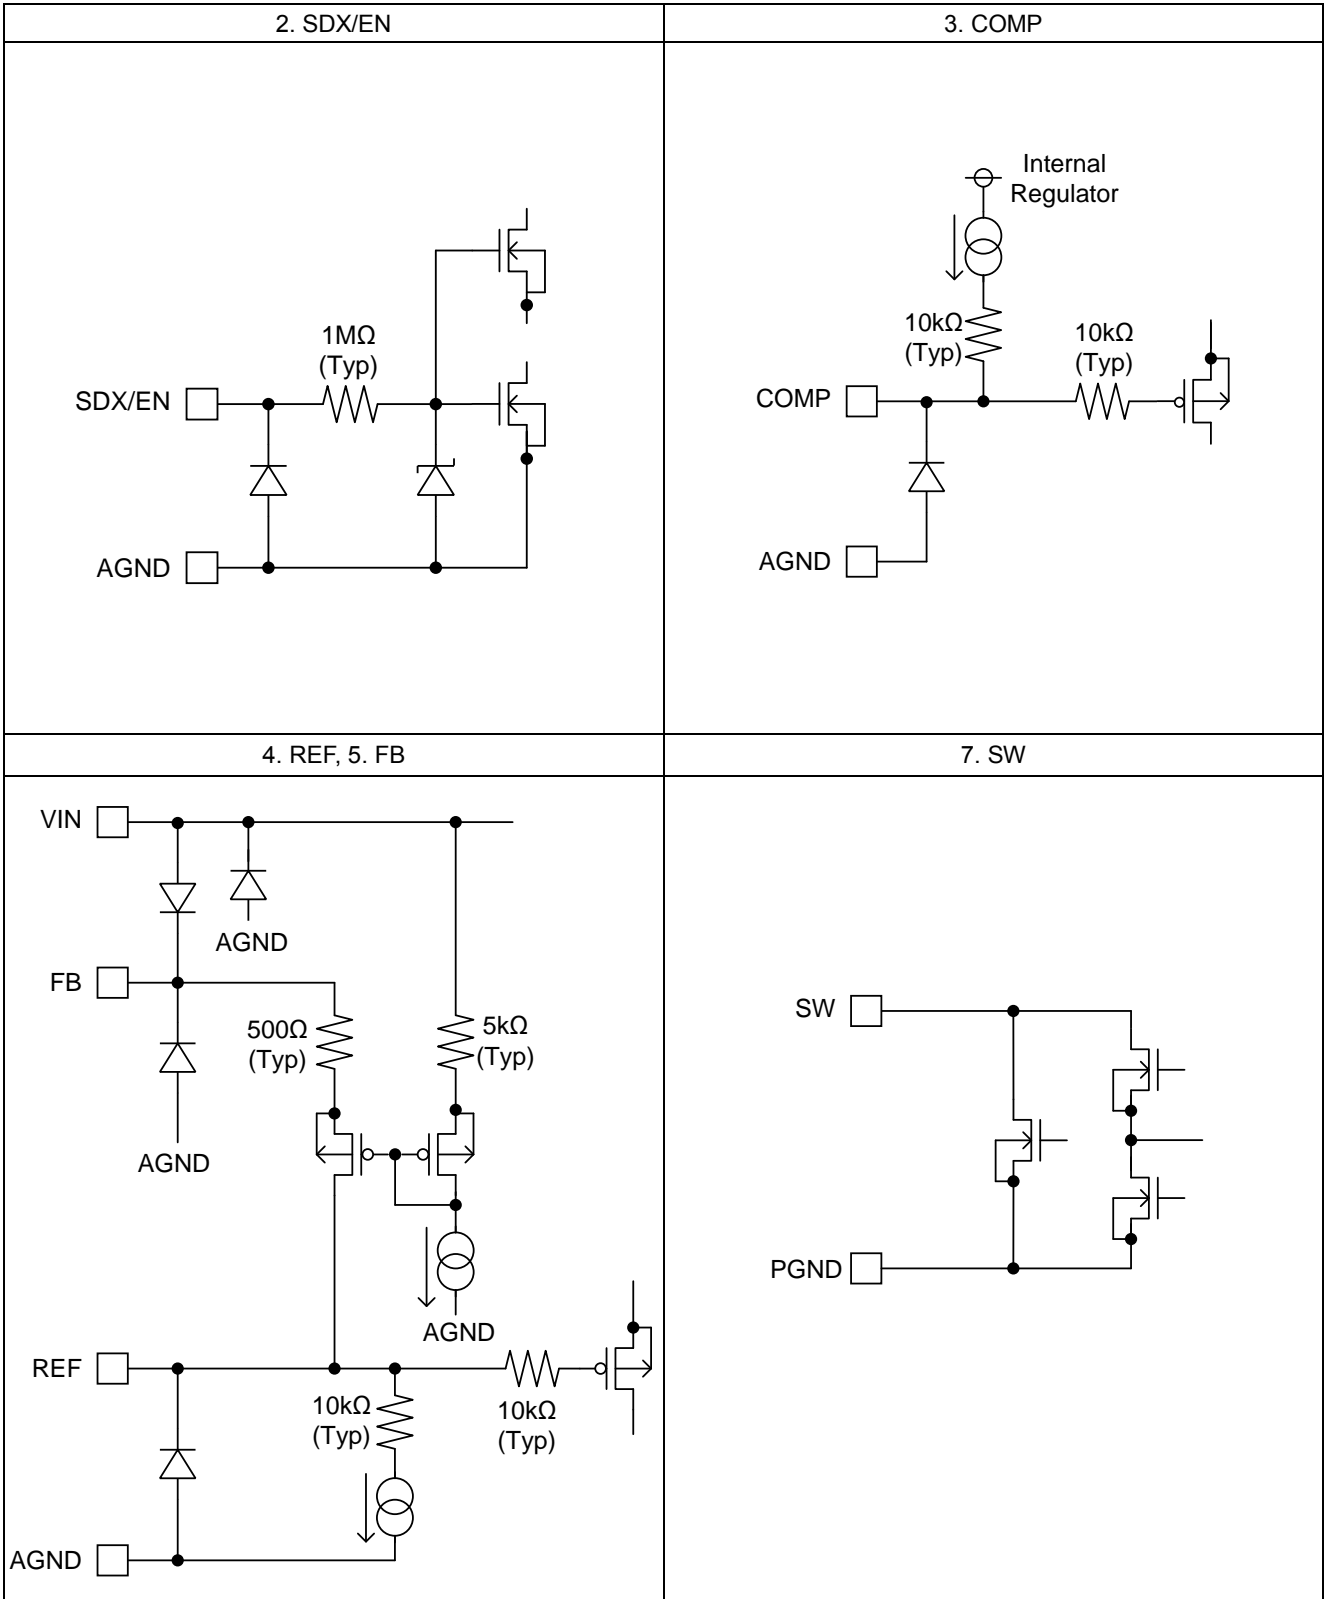 2. SDX/EN
3. COMP
1MΩ
(Typ)
SDX/EN
AGND
Internal
Regulator
10kΩ
(Typ)
10kΩ
(Typ)
COMP
AGND
4. REF, 5. FB
7. SW
VIN
AGND
FB
500Ω
(Typ)
5kΩ
(Typ)
AGND
AGND
REF
10kΩ
(Typ)
10kΩ
(Typ)
AGND
SW
PGND